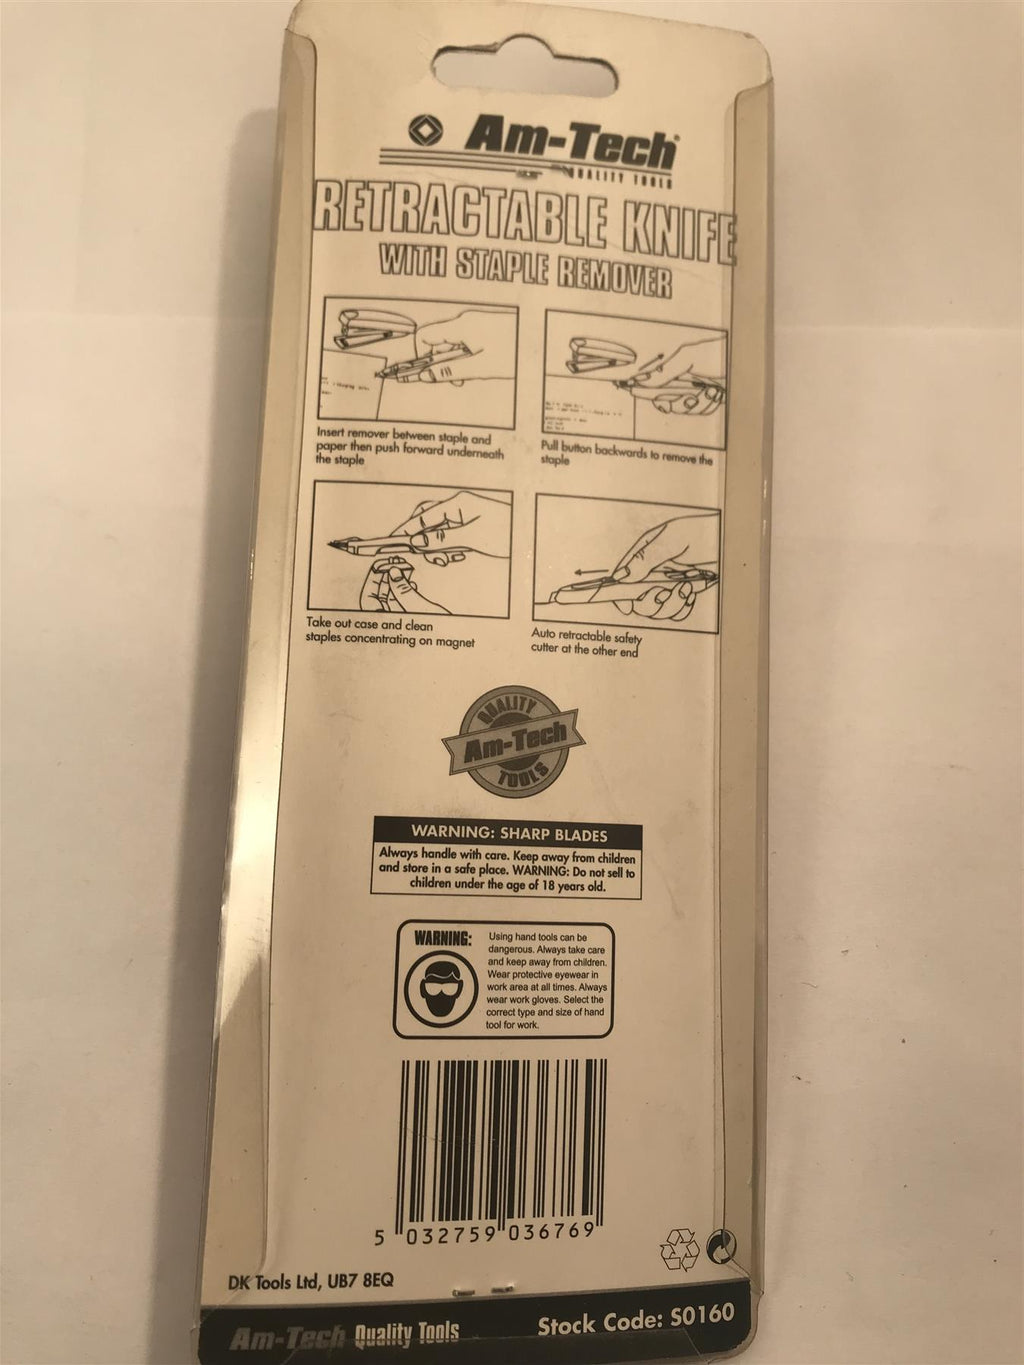 Am-Tech
QUALITY TOOLS
RETRACTABLE KNIFE
WITH STAPLE REMOVER
Insert remover between staple and
paper then push forward underneath
the staple
Pull button backwards to remove the
staple
Take out case and clean
staples concentrating on magnet
Auto retractable safety
cutter at the other end
QUALITY
Am-Tech
TOOLS
WARNING: SHARP BLADES
Always handle with care. Keep away from children
and store in a safe place. WARNING: Do not sell to
children under the age of 18 years old.
WARNING:
Using hand tools can be
dangerous. Always take care
and keep away from children.
Wear protective eyewear in
work area at all times. Always
wear work gloves. Select the
correct type and size of hand
tool for work.
5 032759 036769
DK Tools Ltd, UB7 8EQ
Am-Tech Quality Tools
Stock Code: S0160